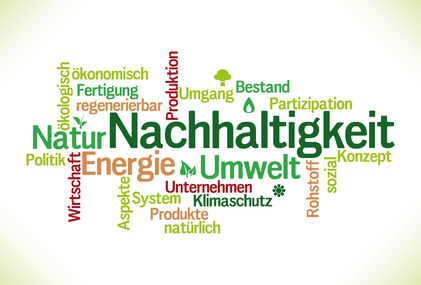 ökologisch
ökonomisch
Fertigung
regenerierbar
Produktion
Umgang
Bestand
Partizipation
Natur
Nachhaltigkeit
Politik
Wirtschaft
Energie
Umwelt
Rohstoff
sozial
Konzept
Aspekte
System
Unternehmen
Klimaschutz
Produkte
natürlich